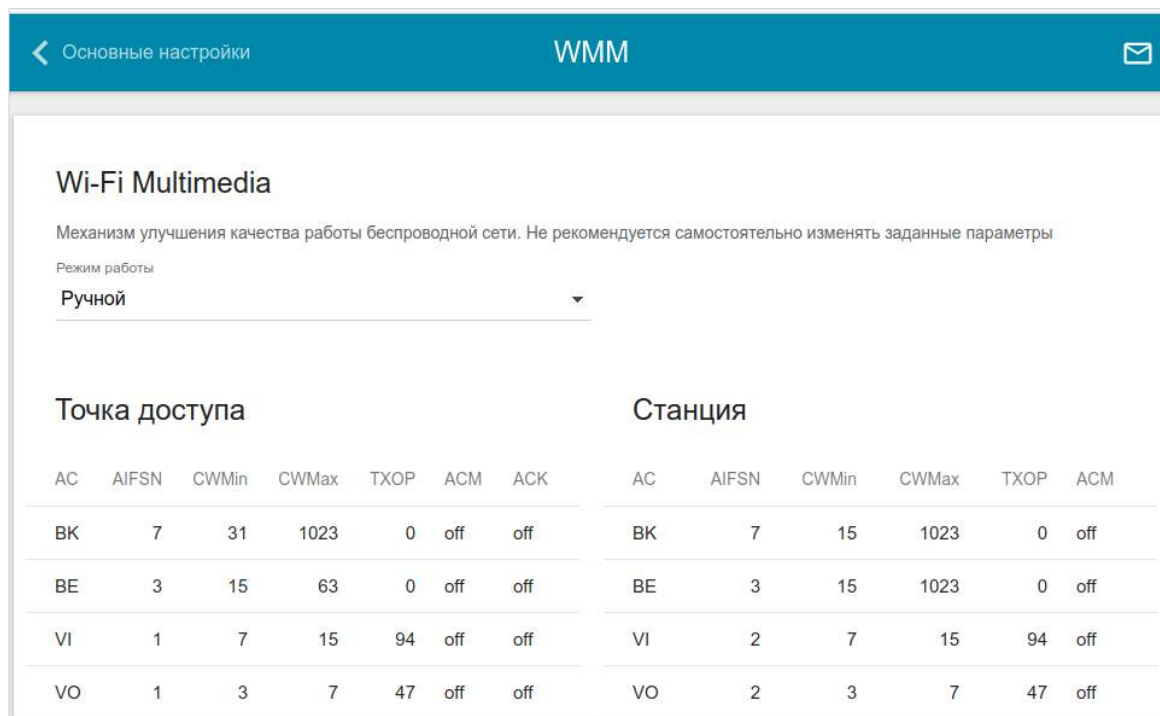 Основные настройки WMM
Wi-Fi Multimedia
Механизм улучшения качества работы беспроводной сети. Не рекомендуется самостоятельно изменять заданные параметры
Режим работы
Ручной
Точка доступа
AC AIFSN CWMin CWMax TXOP ACM ACK
BK 7 31 1023 0 off off
BE 3 15 63 0 off off
VI 1 7 15 94 off off
VO 1 3 7 47 off off
Станция
AC AIFSN CWMin CWMax TXOP ACM
BK 7 15 1023 0 off
BE 3 15 1023 0 off
VI 2 7 15 94 off
VO 2 3 7 47 off